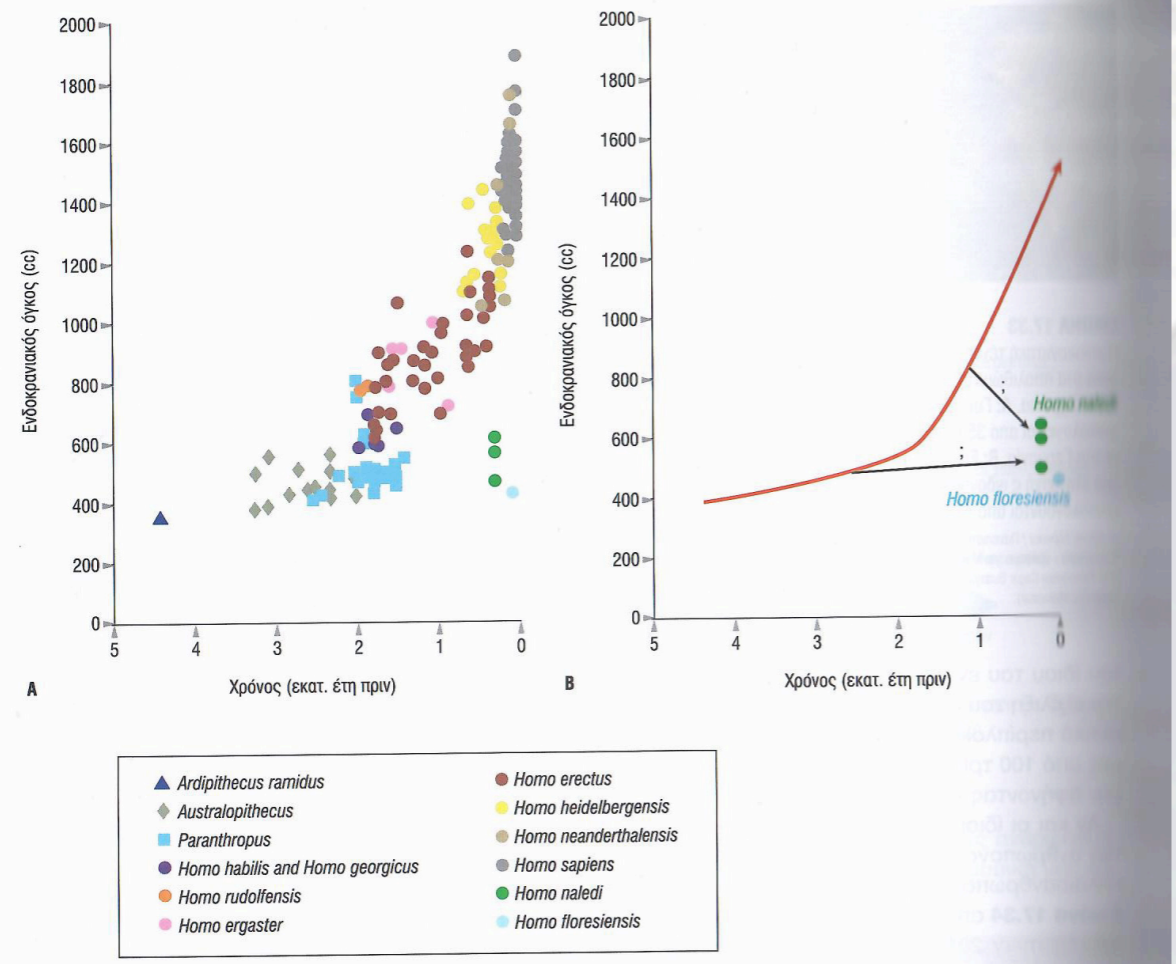 2000
1800
1600
1400
1200
1000
800
600
400
200
0
Ενδοκρανιακός όγκος (cc)
5 4 3 2 1 0
Χρόνος (εκατ. έτη πριν)
A
2000
1800
1600
1400
1200
1000
800
600
400
200
0
Ενδοκρανιακός όγκος (cc)
;
Homo naledi
;
Homo floresiensis
5 4 3 2 1 0
Χρόνος (εκατ. έτη πριν)
B
Ardipithecus ramidus
Australopithecus
Paranthropus
Homo habilis and Homo georgicus
Homo rudolfensis
Homo ergaster
Homo erectus
Homo heidelbergensis
Homo neanderthalensis
Homo sapiens
Homo naledi
Homo floresiensis